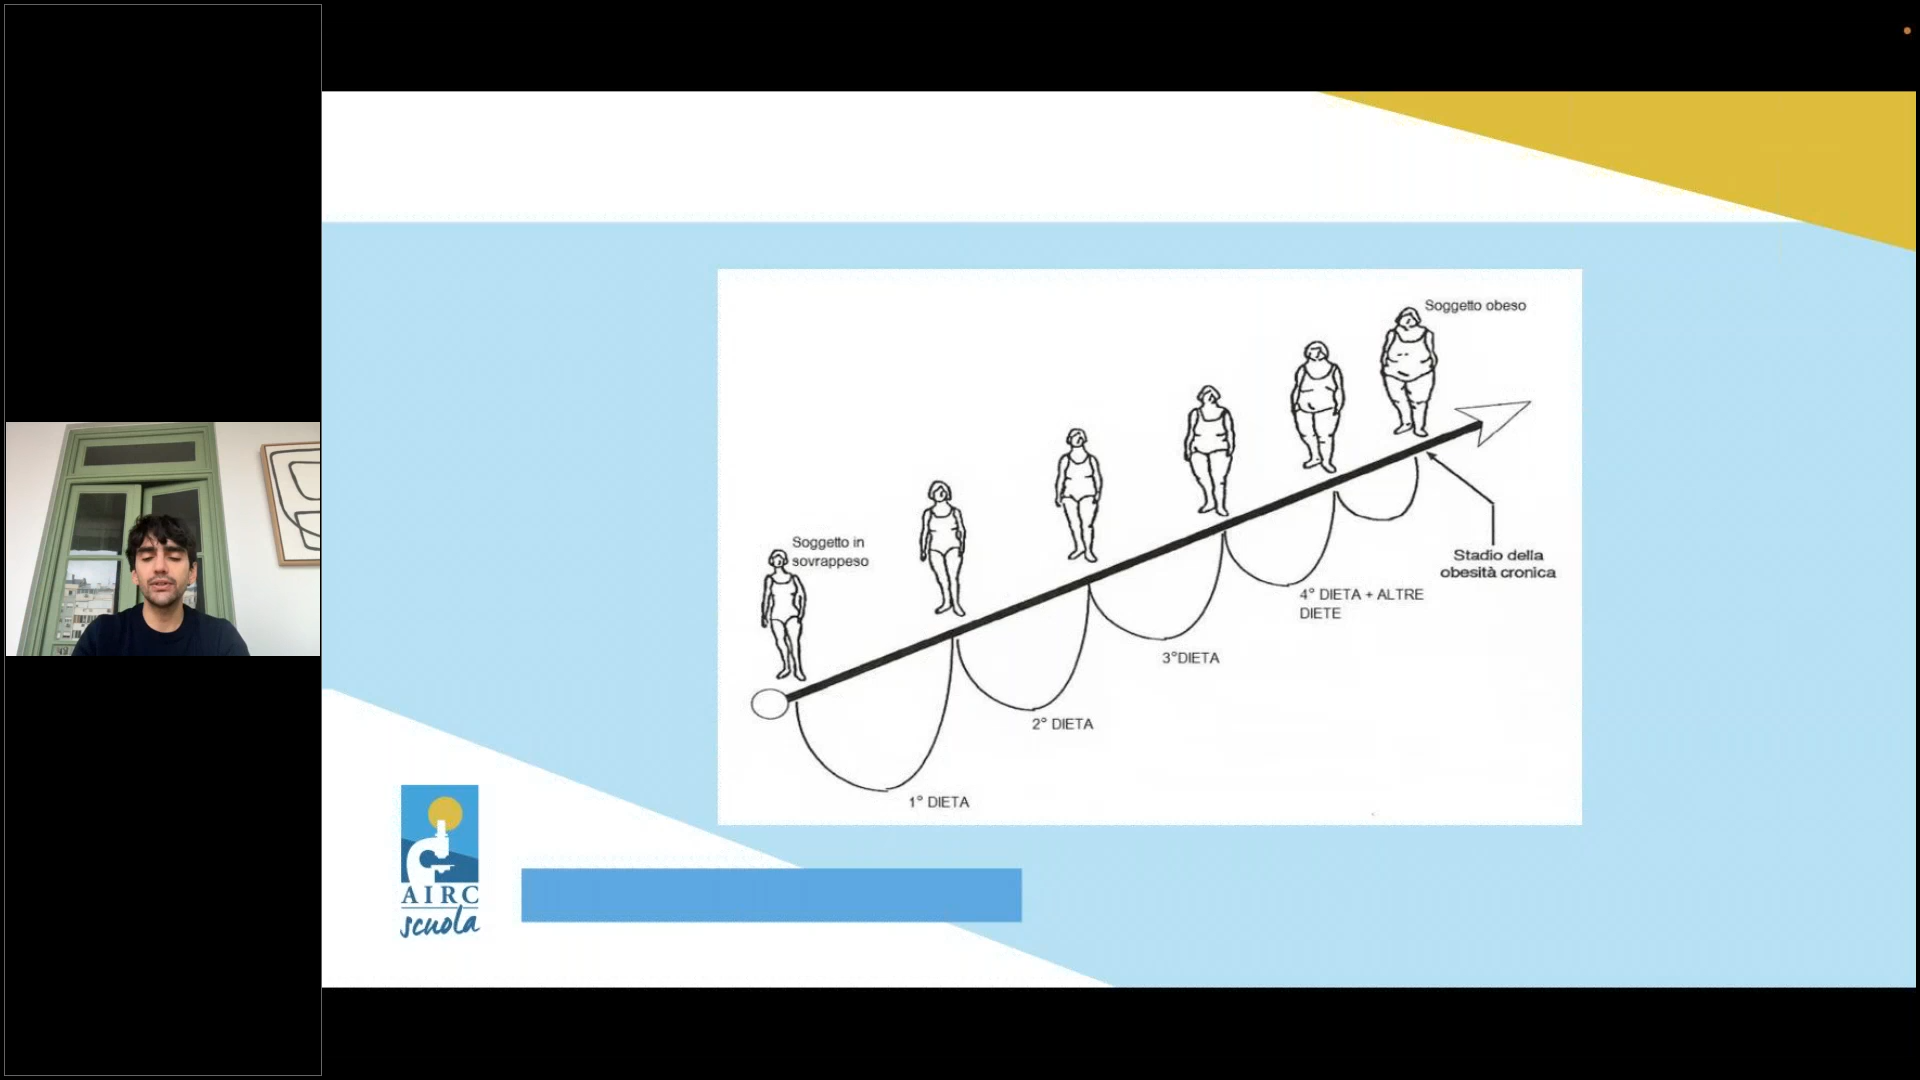 Soggetto obeso
Soggetto in
sovrappeso
Stadio della
obesità cronica
4° DIETA + ALTRE
DIETE
3°DIETA
2° DIETA
1° DIETA
AIRC
scuola